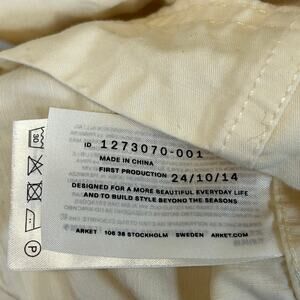 ID 1273070-001
MADE IN CHINA
FIRST PRODUCTION 24/10/14
DESIGNED FOR A MORE BEAUTIFUL EVERYDAY LIFE
AND TO BUILD STYLE BEYOND THE SEASONS
ARKET 106 38 STOCKHOLM SWEDEN ARKET.COM
30
P